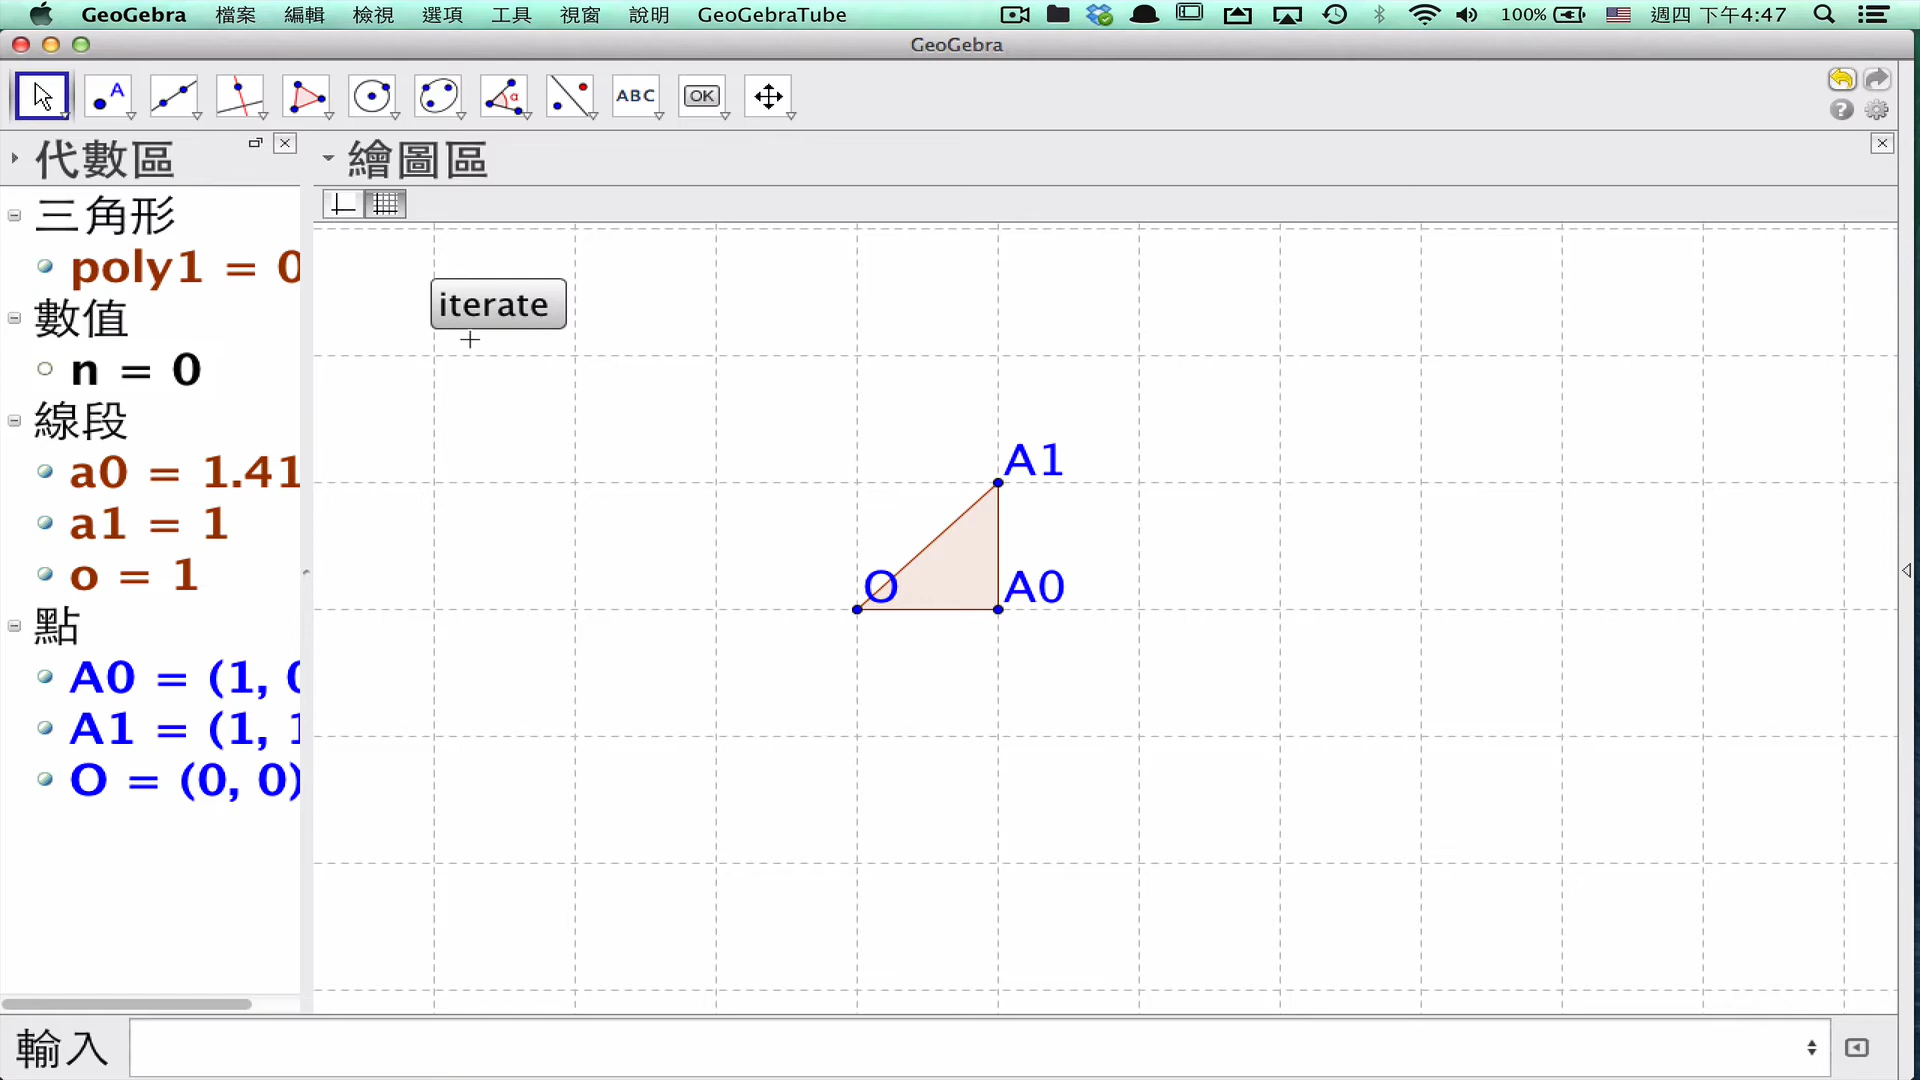 GeoGebra 檔案 編輯 檢視 選項 工具 視窗 說明 GeoGebraTube 100% 週四 下午4:47
GeoGebra
A α ABC OK
代數區
繪圖區
三角形
poly1 = 0
數值
n = 0
線段
a0 = 1.41
a1 = 1
o = 1
點
A0 = (1, 0
A1 = (1, 1
O = (0, 0)
iterate
A1
O
A0
輸入